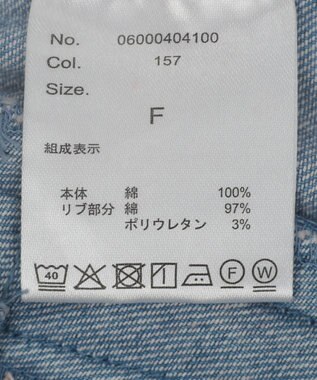 No. 06000404100
Col. 157
Size.
F
組成表示
本体 綿 100%
リブ部分 綿 97%
ポリウレタン 3%
40 F W